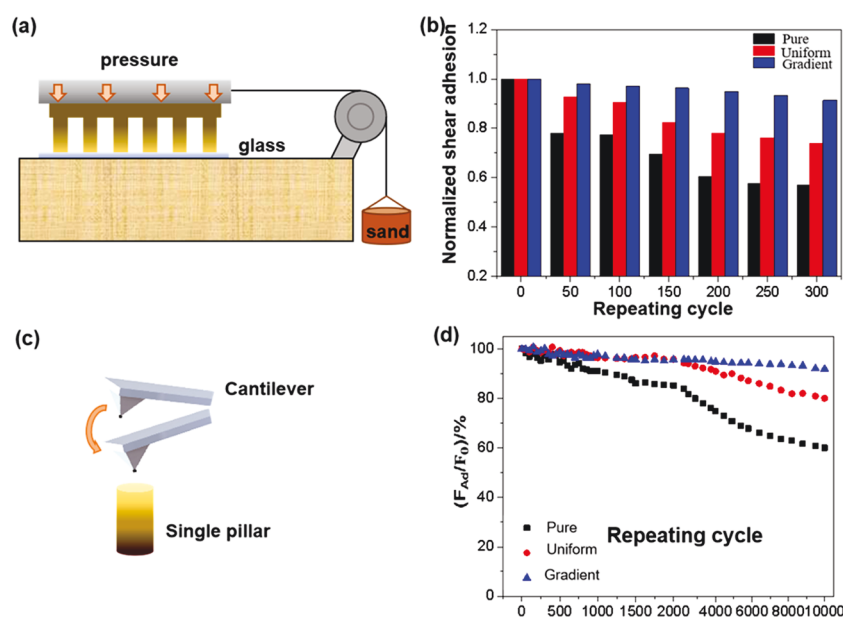 (a)
pressure
glass
sand
(b)
Normalized shear adhesion
1.2
1.0
0.8
0.6
0.4
0.2
Pure
Uniform
Gradient
0 50 100 150 200 250 300
Repeating cycle
(c)
Cantilever
Single pillar
(d)
(F_Ad/F_0)/%
100
80
60
40
20
0
Pure
Uniform
Gradient
Repeating cycle
0 500 1000 1500 2000 4000 6000 8000 10000